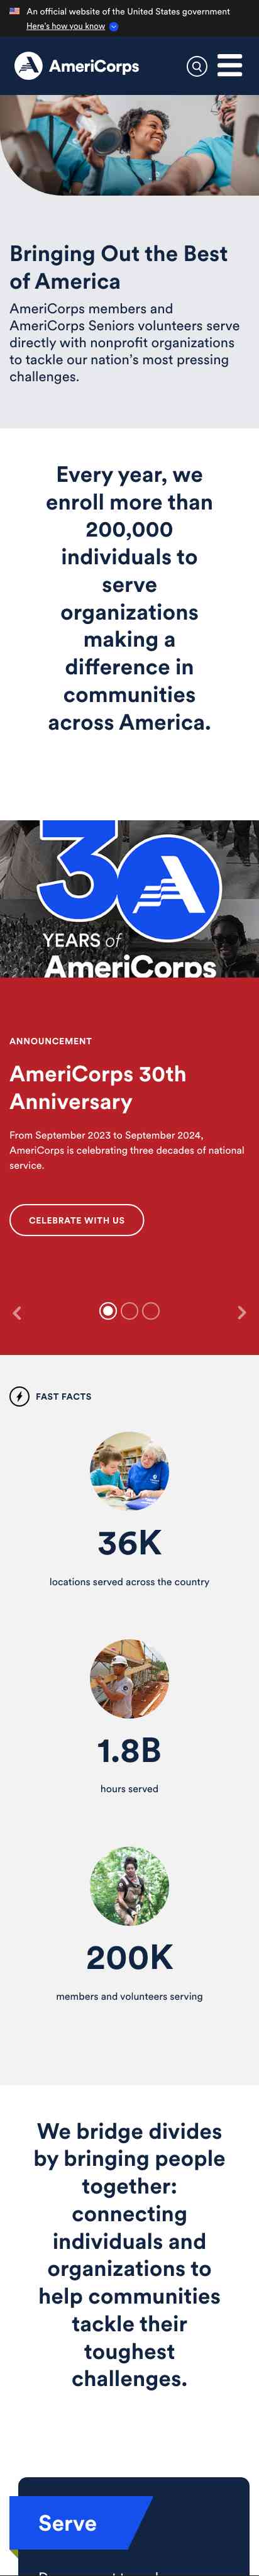 An official website of the United States government
Here's how you know
AmeriCorps
Bringing Out the Best
of America
AmeriCorps members and
AmeriCorps Seniors volunteers serve
directly with nonprofit organizations
to tackle our nation's most pressing
challenges.
Every year, we
enroll more than
200,000
individuals to
serve
organizations
making a
difference in
communities
across America.
30
YEARS of
AmeriCorps
ANNOUNCEMENT
AmeriCorps 30th
Anniversary
From September 2023 to September 2024,
AmeriCorps is celebrating three decades of national
service.
CELEBRATE WITH US
FAST FACTS
36K
locations served across the country
1.8B
hours served
200K
members and volunteers serving
We bridge divides
by bringing people
together:
connecting
individuals and
organizations to
help communities
tackle their
toughest
challenges.
Serve